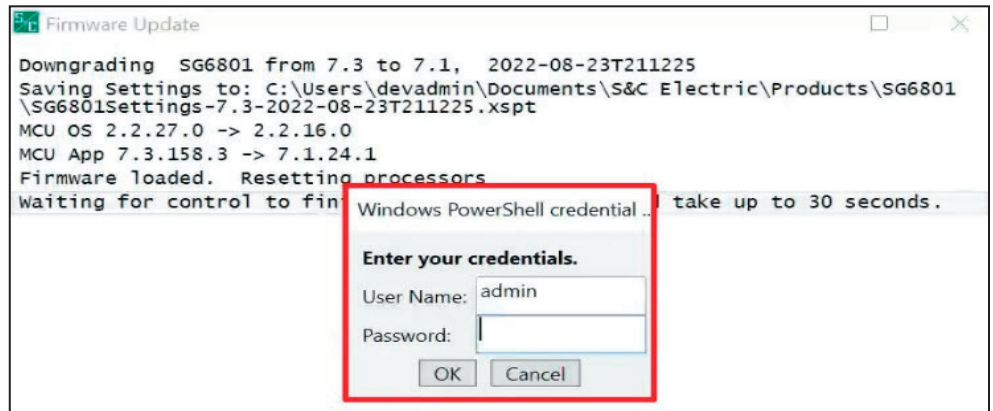 Firmware Update
Downgrading SG6801 from 7.3 to 7.1, 2022-08-23T211225
Saving Settings to: C:\Users\devadmin\Documents\S&C Electric\Products\SG6801
\SG6801Settings-7.3-2022-08-23T211225.xspt
MCU OS 2.2.27.0 -> 2.2.16.0
MCU App 7.3.158.3 -> 7.1.24.1
Firmware loaded. Resetting processors
Waiting for control to fin take up to 30 seconds.
Windows PowerShell credential ..
Enter your credentials.
User Name: admin
Password:
OK Cancel